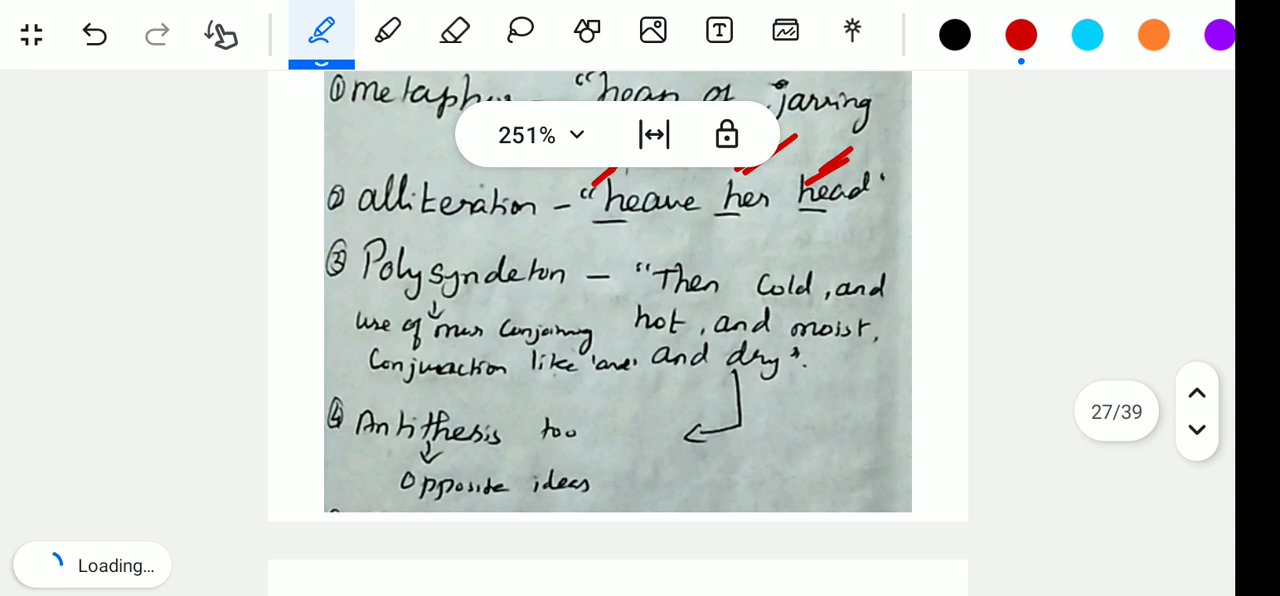 ① metaphor - "heap of jarring
251%
② alliteration - "heave her head"
③ Polysyndeton - "Then cold, and
hot, and moist,
use of conjoining
conjunction like 'and' and dry".
④ Antithesis too
Opposite ideas
27/39
Loading...